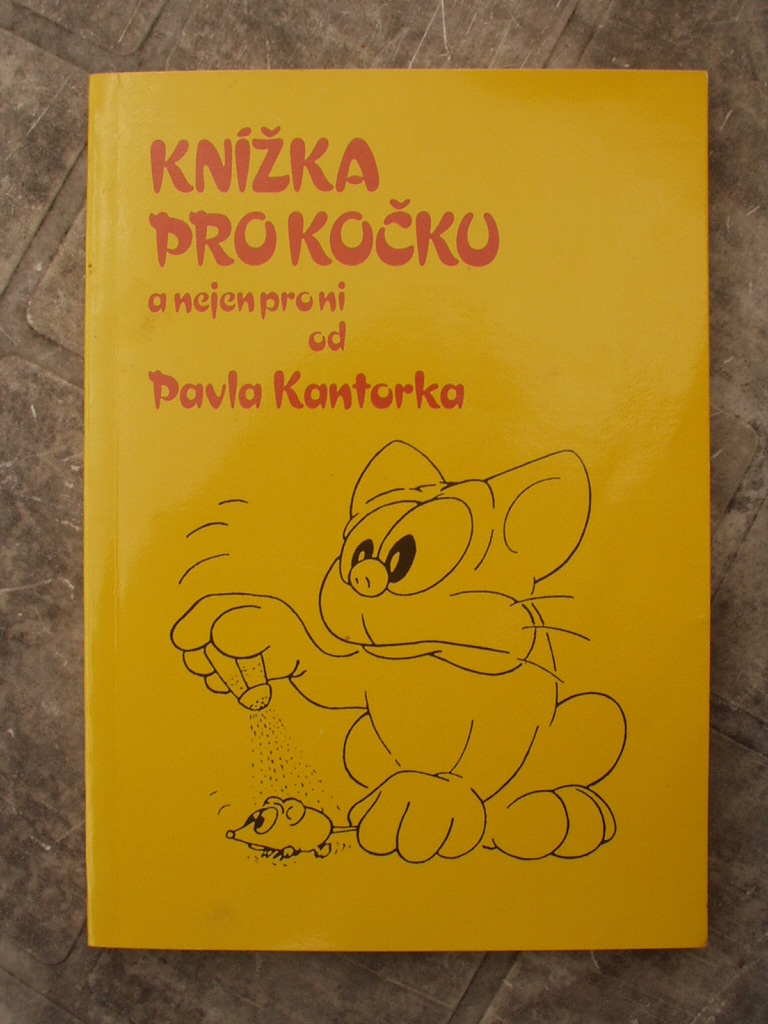 KNÍŽKA
PRO KOČKU
a nejen pro ni
od
Pavla Kantorka